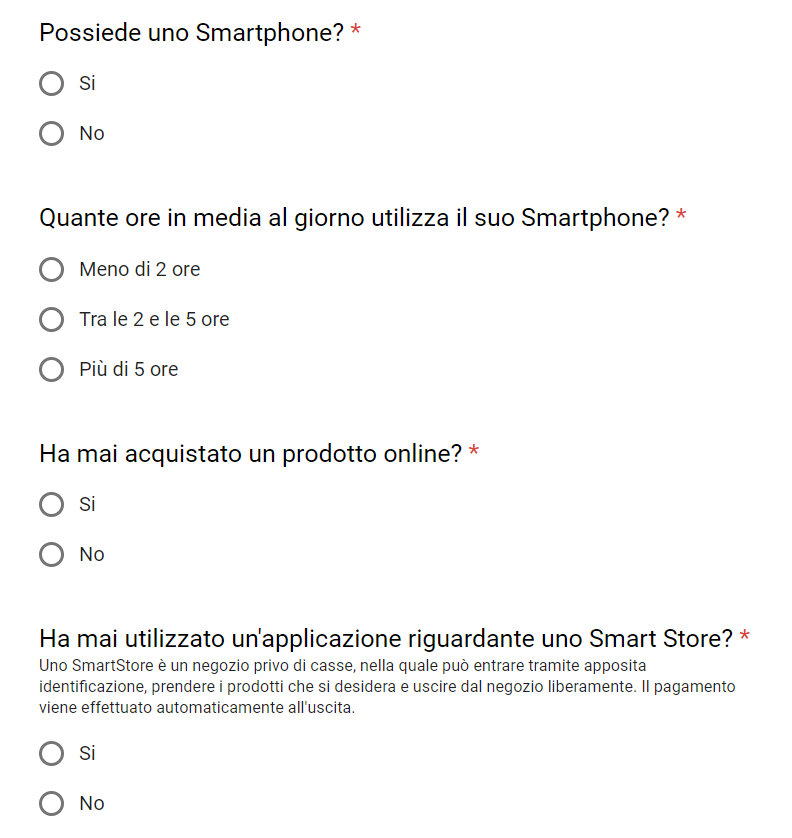 Possiede uno Smartphone? *
Si
No
Quante ore in media al giorno utilizza il suo Smartphone? *
Meno di 2 ore
Tra le 2 e le 5 ore
Più di 5 ore
Ha mai acquistato un prodotto online? *
Si
No
Ha mai utilizzato un'applicazione riguardante uno Smart Store? *
Uno SmartStore è un negozio privo di casse, nella quale può entrare tramite apposita
identificazione, prendere i prodotti che si desidera e uscire dal negozio liberamente. Il pagamento
viene effettuato automaticamente all'uscita.
Si
No